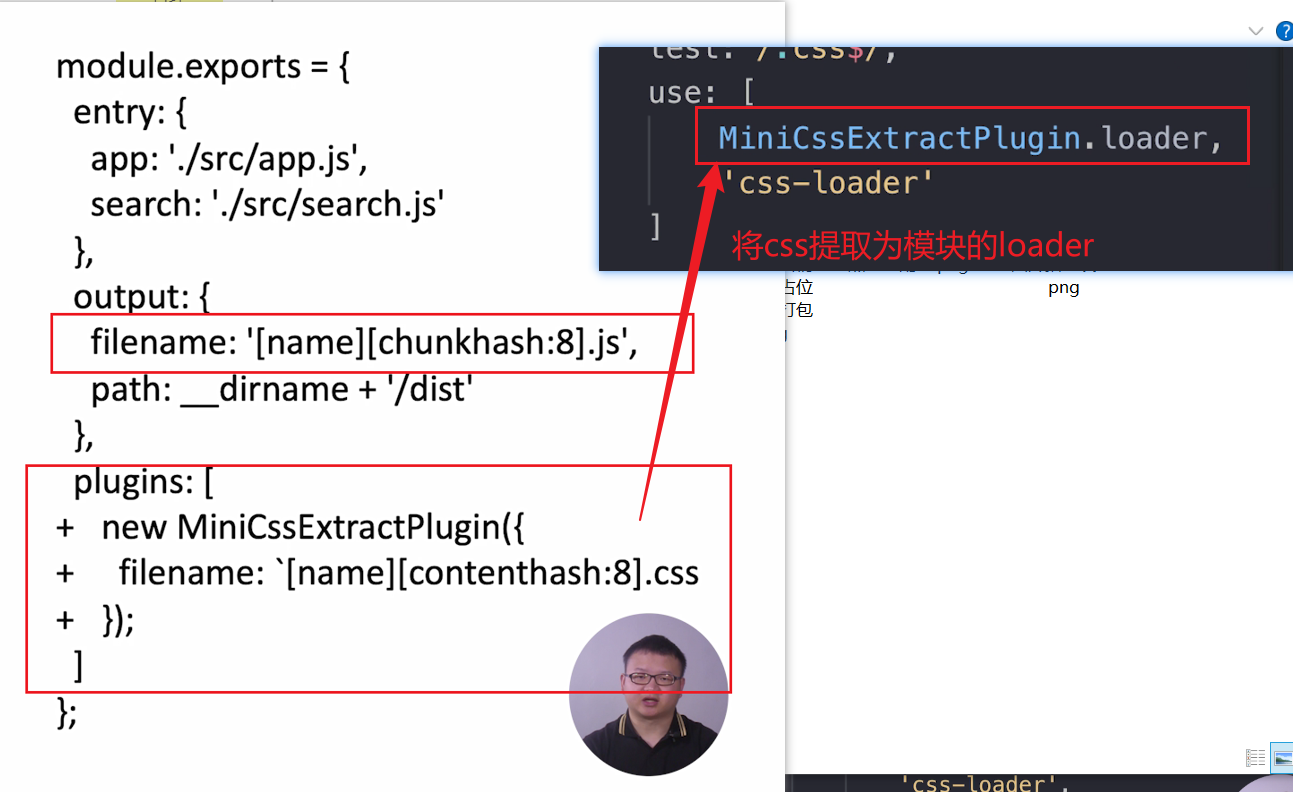 module.exports = {
entry: {
app: './src/app.js',
search: './src/search.js'
},
output: {
filename: '[name][chunkhash:8].js',
path: __dirname + '/dist'
},
plugins: [
+ new MiniCssExtractPlugin({
+ filename: `[name][contenthash:8].css
+ });
]
};
test: /.css$/,
use: [
MiniCssExtractPlugin.loader,
'css-loader'
]
将css提取为模块的loader
占位
png
打包
'css-loader',